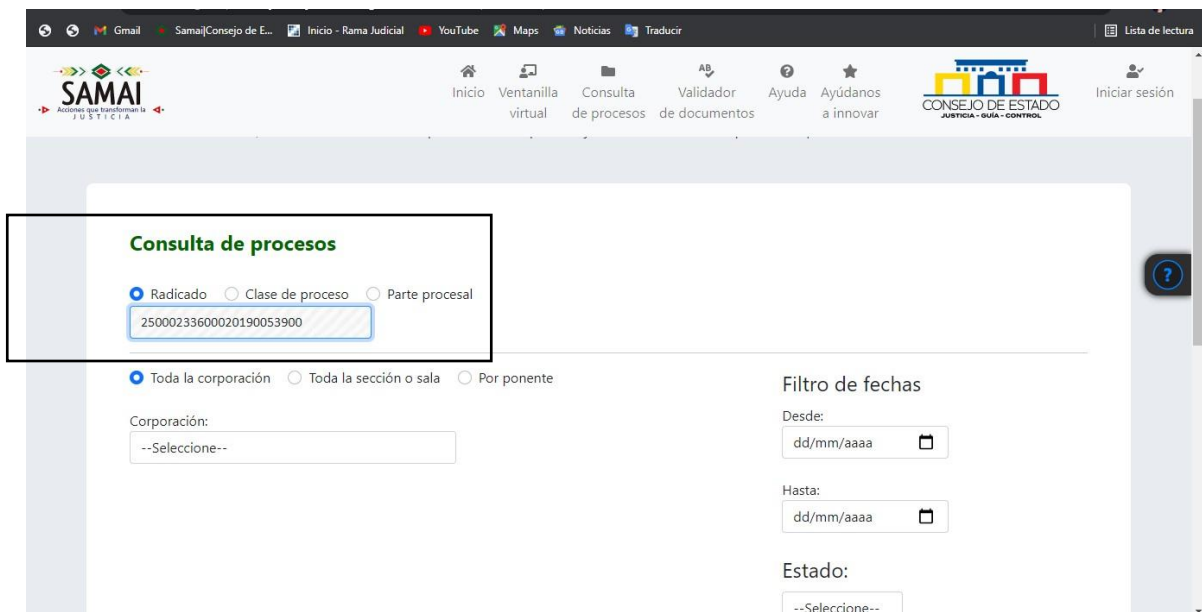 Gmail Samai|Consejo de E... Inicio - Rama Judicial YouTube Maps Noticias Traducir Lista de lectura
SAMAI
Acciones que transforman la
JUSTICIA
Inicio
Ventanilla
virtual
Consulta
de procesos
AB
Validador
de documentos
Ayuda
Ayúdanos
a innovar
CONSEJO DE ESTADO
JUSTICIA - GUÍA - CONTROL
Iniciar sesión
Consulta de procesos
Radicado Clase de proceso Parte procesal
25000233600020190053900
?
Toda la corporación Toda la sección o sala Por ponente
Corporación:
--Seleccione--
Filtro de fechas
Desde:
dd/mm/aaaa
Hasta:
dd/mm/aaaa
Estado:
--Seleccione--